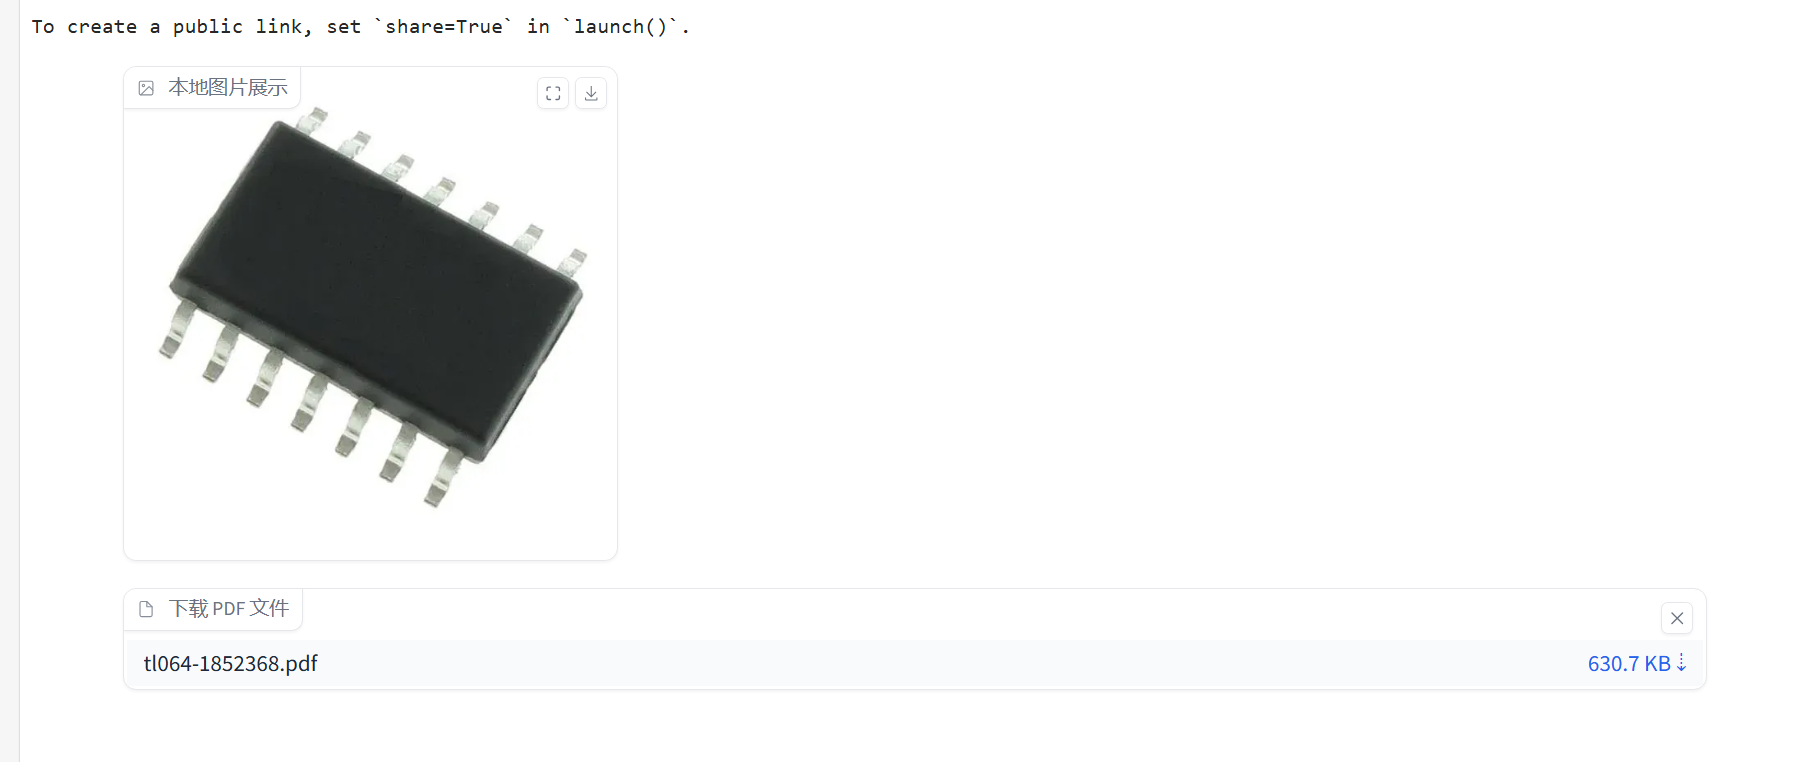 To create a public link, set `share=True` in `launch()`.
本地图片展示
下载 PDF 文件
tl064-1852368.pdf
630.7 KB ⇣